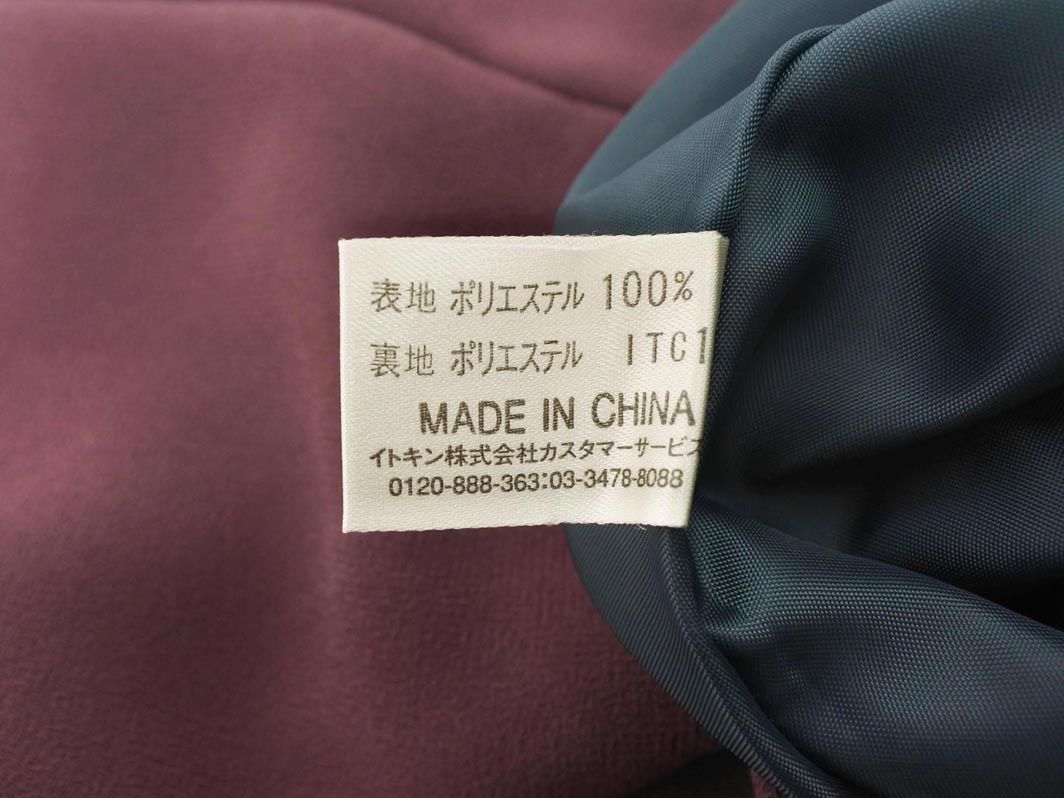 表地 ポリエステル 100%
裏地 ポリエステル ITC1
MADE IN CHINA
イトキン株式会社カスタマーサービス
0120-888-363:03-3478-8088